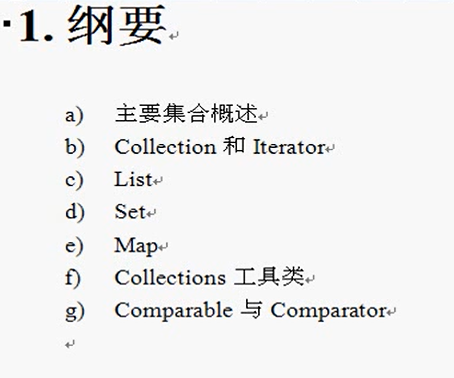 1. 纲要
a) 主要集合概述
b) Collection 和 Iterator
c) List
d) Set
e) Map
f) Collections 工具类
g) Comparable 与 Comparator